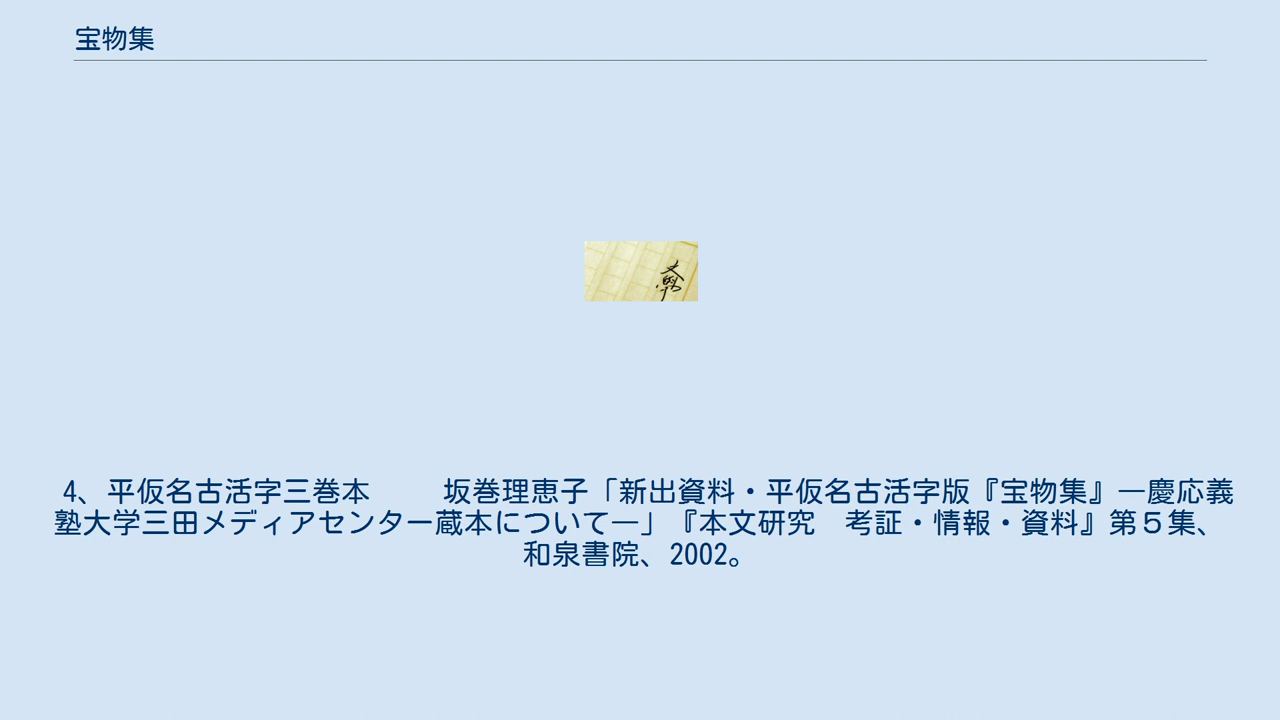 宝物集
4、平仮名古活字三巻本　　坂巻理恵子「新出資料・平仮名古活字版『宝物集』―慶応義
塾大学三田メディアセンター蔵本について―」『本文研究　考証・情報・資料』第５集、
和泉書院、2002。